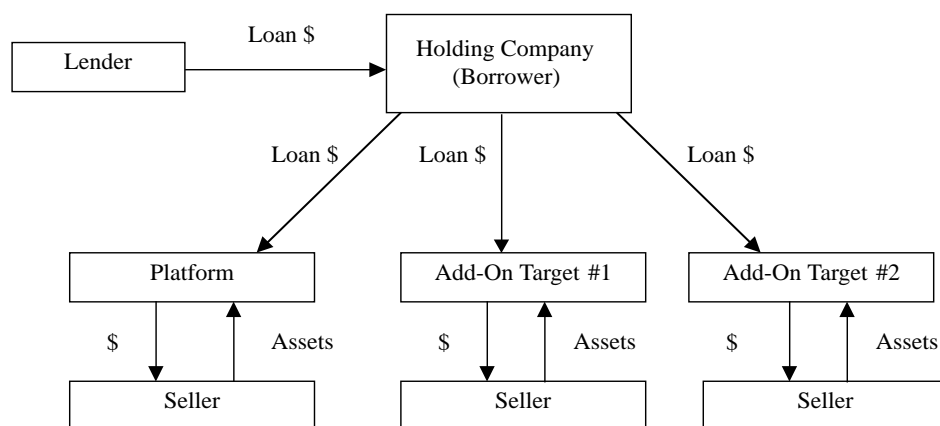 Loan $
Lender
Holding Company
(Borrower)
Loan $
Loan $
Loan $
Platform
Add-On Target #1
Add-On Target #2
$
Assets
$
Assets
$
Assets
Seller
Seller
Seller